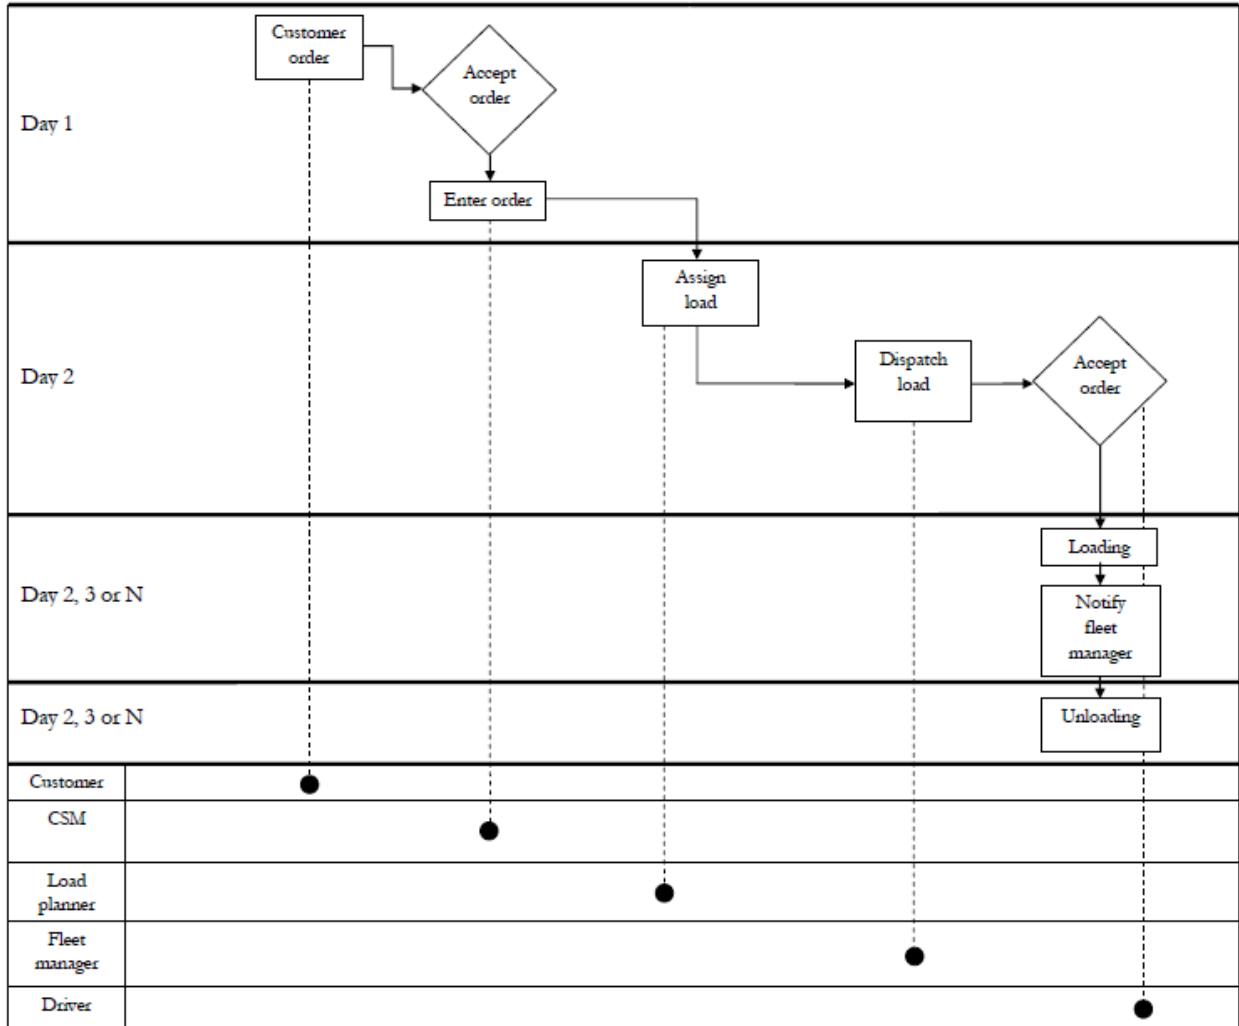 Customer
order
Accept
order
Day 1
Enter order
Assign
load
Dispatch
load
Accept
order
Day 2
Loading
Day 2, 3 or N
Notify
fleet
manager
Day 2, 3 or N
Unloading
Customer
CSM
Load
planner
Fleet
manager
Driver